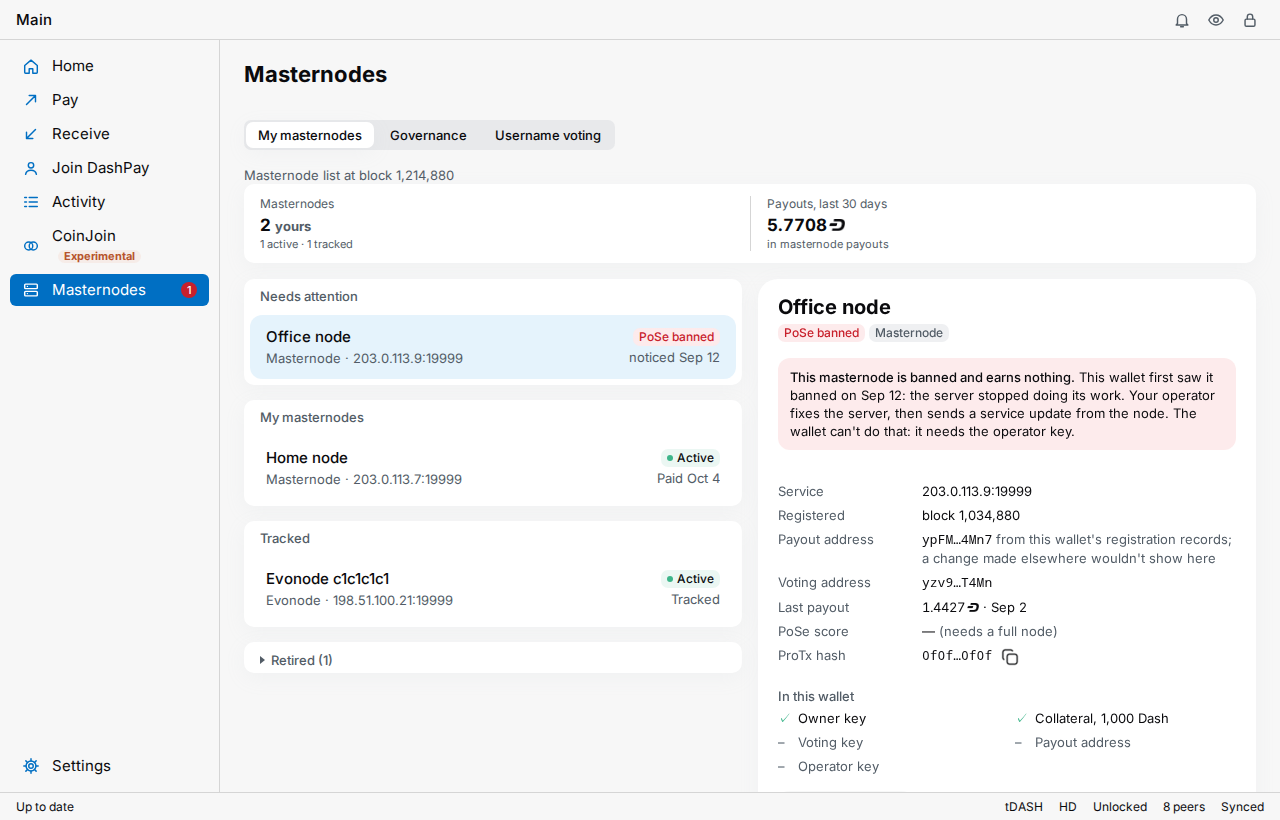 Main
Home
Pay
Receive
Join DashPay
Activity
CoinJoin
Experimental
Masternodes 1
Settings
Masternodes
My masternodes Governance Username voting
Masternode list at block 1,214,880
Masternodes
2 yours
1 active · 1 tracked
Payouts, last 30 days
5.7708
in masternode payouts
Needs attention
Office node PoSe banned
Masternode · 203.0.113.9:19999 noticed Sep 12
My masternodes
Home node Active
Masternode · 203.0.113.7:19999 Paid Oct 4
Tracked
Evonode c1c1c1c1 Active
Evonode · 198.51.100.21:19999 Tracked
Retired (1)
Office node
PoSe banned Masternode
This masternode is banned and earns nothing. This wallet first saw it
banned on Sep 12: the server stopped doing its work. Your operator
fixes the server, then sends a service update from the node. The
wallet can't do that: it needs the operator key.
Service 203.0.113.9:19999
Registered block 1,034,880
Payout address ypFM…4Mn7 from this wallet's registration records;
a change made elsewhere wouldn't show here
Voting address yzv9…T4Mn
Last payout 1.4427 · Sep 2
PoSe score — (needs a full node)
ProTx hash 0f0f…0f0f
In this wallet
✓ Owner key ✓ Collateral, 1,000 Dash
– Voting key – Payout address
– Operator key
Up to date tDASH HD Unlocked 8 peers Synced